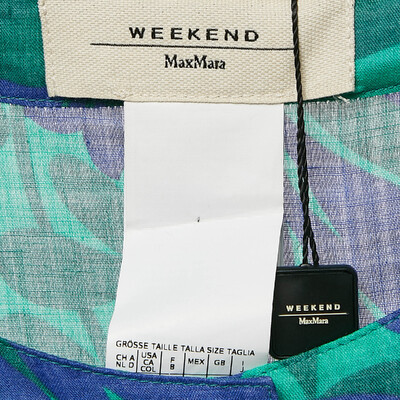 WEEKEND
MaxMara
WEEKEND
MaxMara
GRÖSSE TAILLE TALLA SIZE TAGLIA
CH A USA F MEX GB I
NL D CA B J
COL